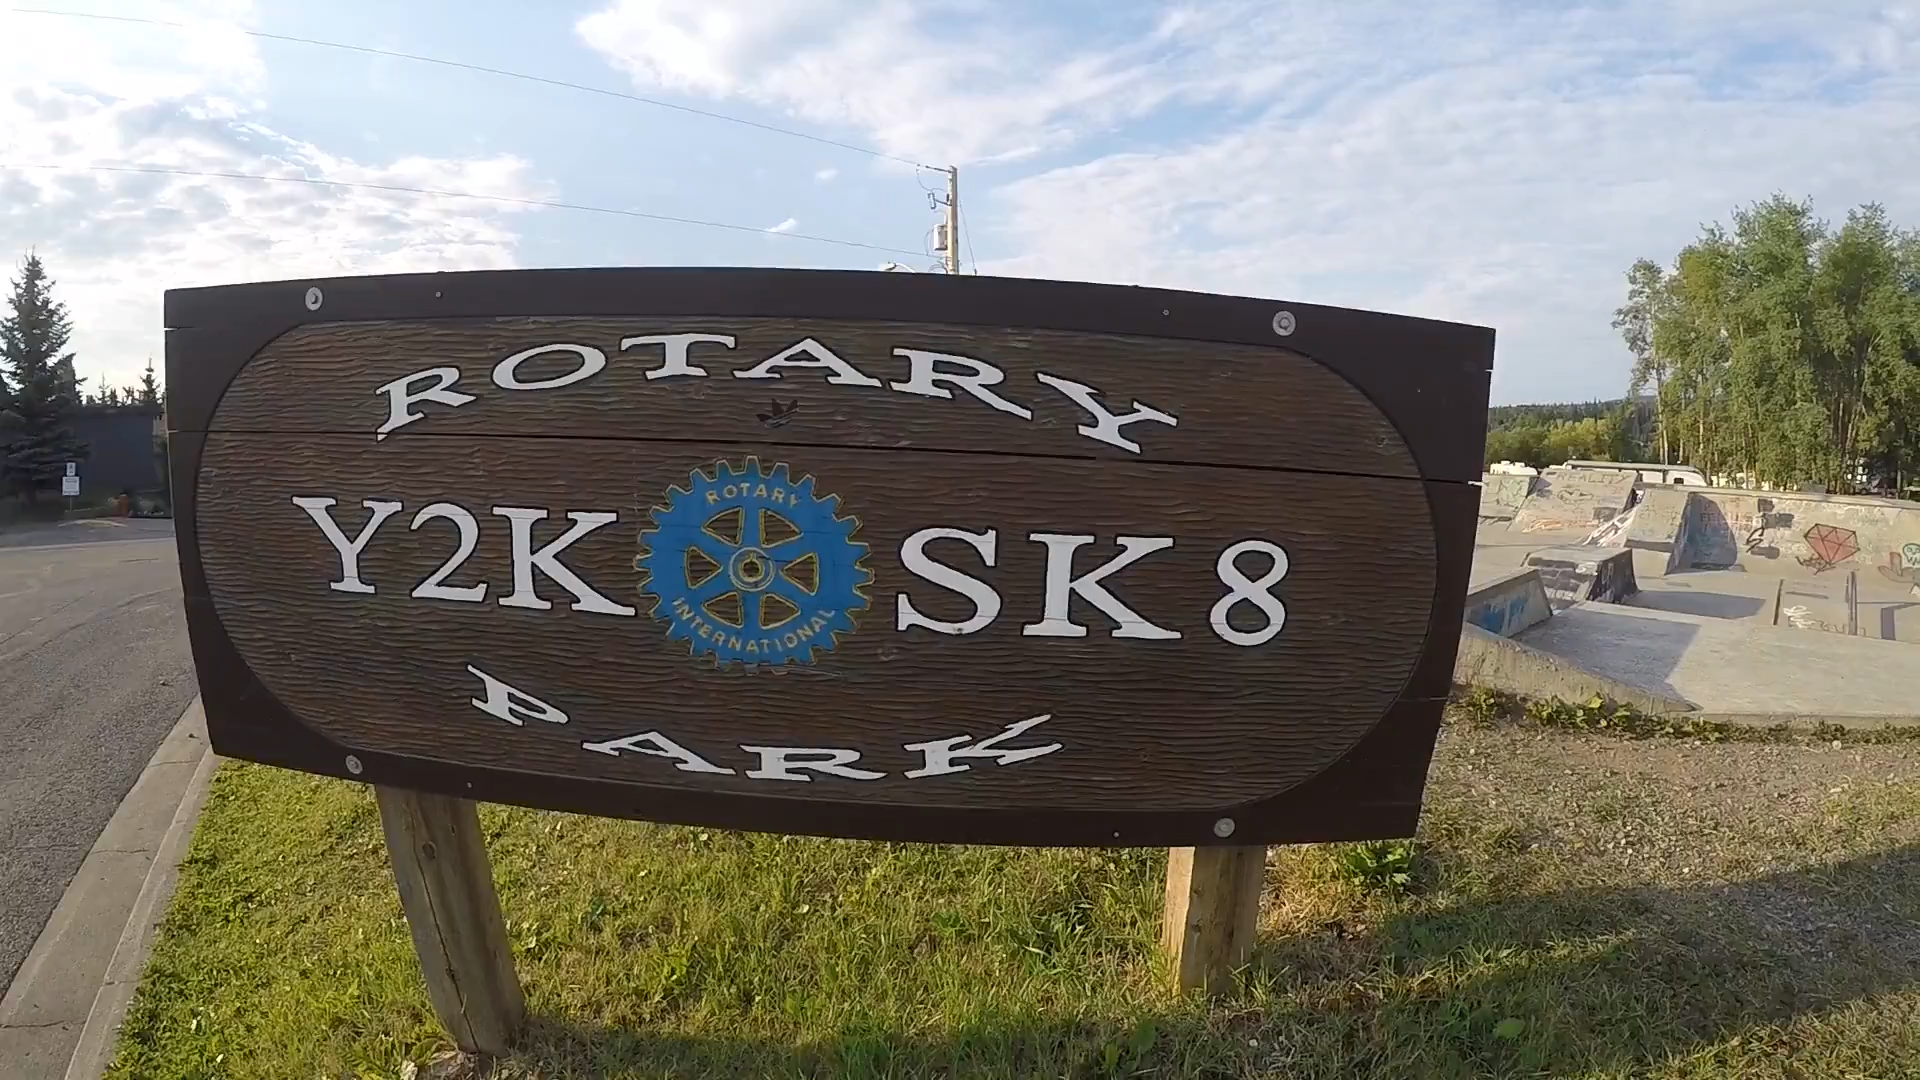 ROTARY
Y2K SK8
ROTARY
INTERNATIONAL
PARK